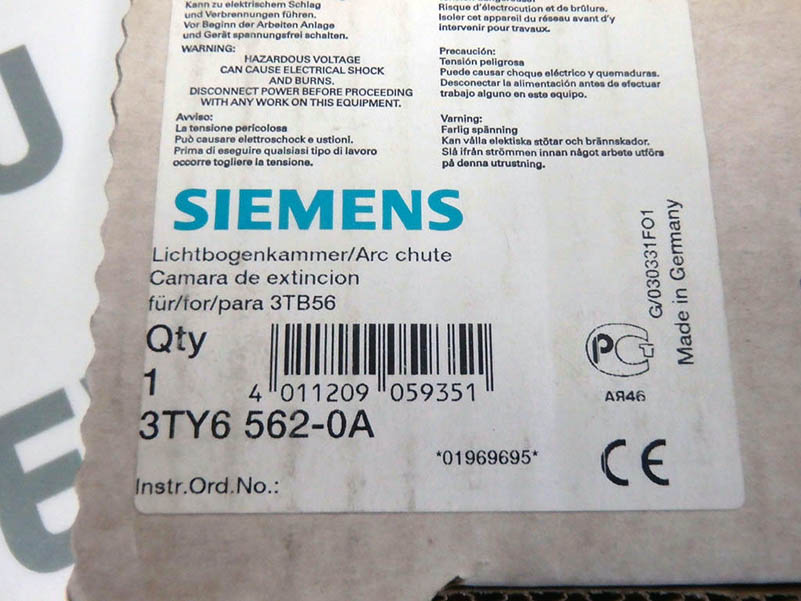 Kann zu elektrischem Schlag
und Verbrennungen führen.
Vor Beginn der Arbeiten Anlage
und Gerät spannungsfrei schalten.
WARNING:
HAZARDOUS VOLTAGE
CAN CAUSE ELECTRICAL SHOCK
AND BURNS.
DISCONNECT POWER BEFORE PROCEEDING
WITH ANY WORK ON THIS EQUIPMENT.
Avviso:
La tensione pericolosa
Può causare elettroschock e ustioni.
Prima di eseguire qualsiasi tipo di lavoro
occorre togliere la tensione.
Risque d'électrocution et de brûlure.
Isoler cet appareil du réseau avant d'y
intervenir pour travaux.
Precaución:
Tensión peligrosa
Puede causar choque eléctrico y quemaduras.
Desconectar la alimentación antes de efectuar
trabajo alguno en este equipo.
Varning:
Farlig spänning
Kan vålla elektiska stötar och brännskador.
Slå ifrån strömmen innan något arbete utförs
på denna utrustning.
SIEMENS
Lichtbogenkammer/Arc chute
Camara de extincion
für/for/para 3TB56
Qty
1
4 011209 059351
3TY6 562-0A
*01969695*
Instr.Ord.No.:
PC
АЯ46
CE
G/030331FO1
Made in Germany
U